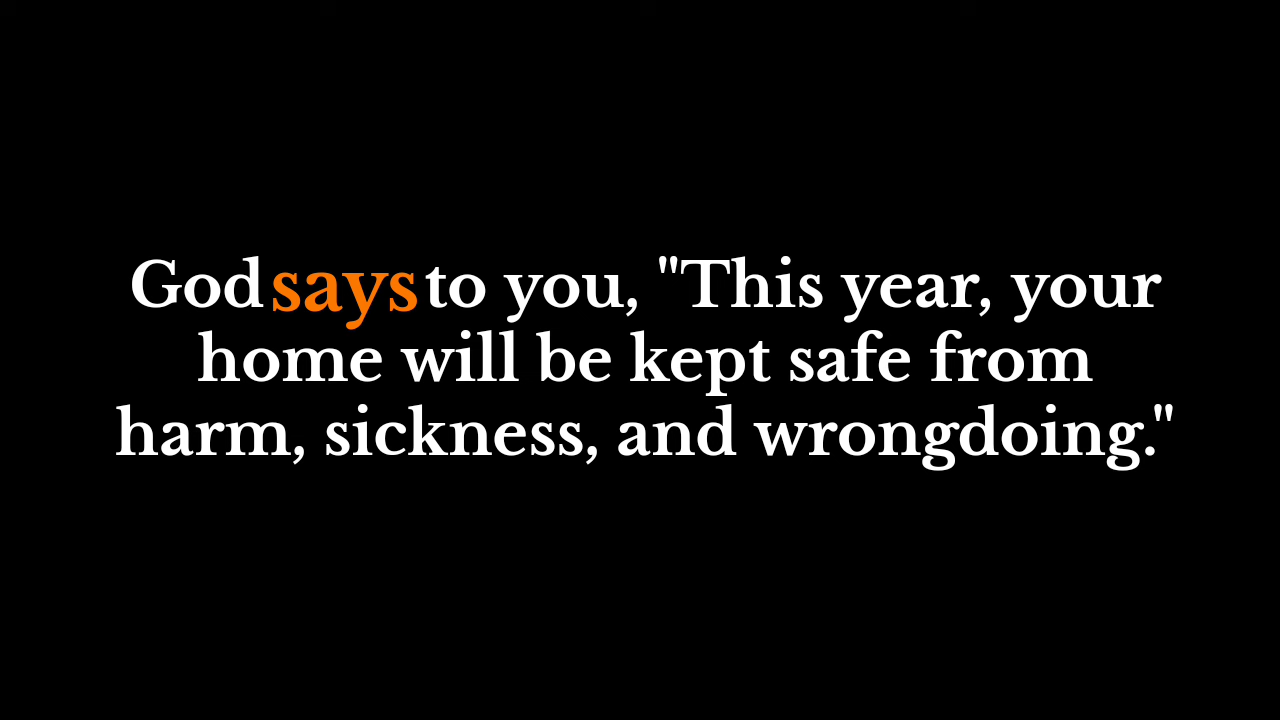 God says to you, "This year, your
home will be kept safe from
harm, sickness, and wrongdoing."